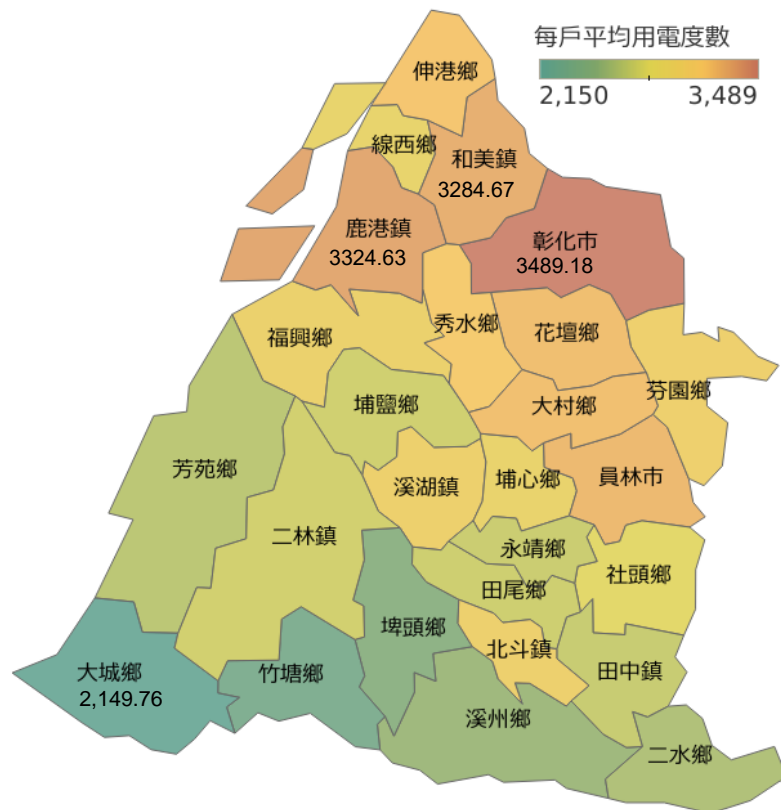 每戶平均用電度數
2,150
3,489
伸港鄉
線西鄉
和美鎮
3284.67
鹿港鎮
3324.63
彰化市
3489.18
福興鄉
秀水鄉
花壇鄉
芬園鄉
埔鹽鄉
大村鄉
芳苑鄉
溪湖鎮
埔心鄉
員林市
二林鎮
永靖鄉
社頭鄉
田尾鄉
埤頭鄉
北斗鎮
田中鎮
大城鄉
2,149.76
竹塘鄉
溪州鄉
二水鄉